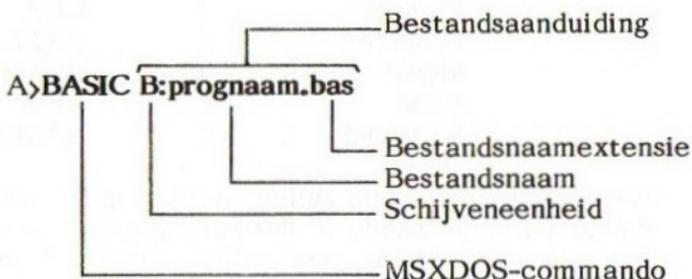 Bestandsaanduiding
A>BASIC B:prognaam.bas
Bestandsnaamextensie
Bestandsnaam
Schijveneenheid
MSXDOS-commando